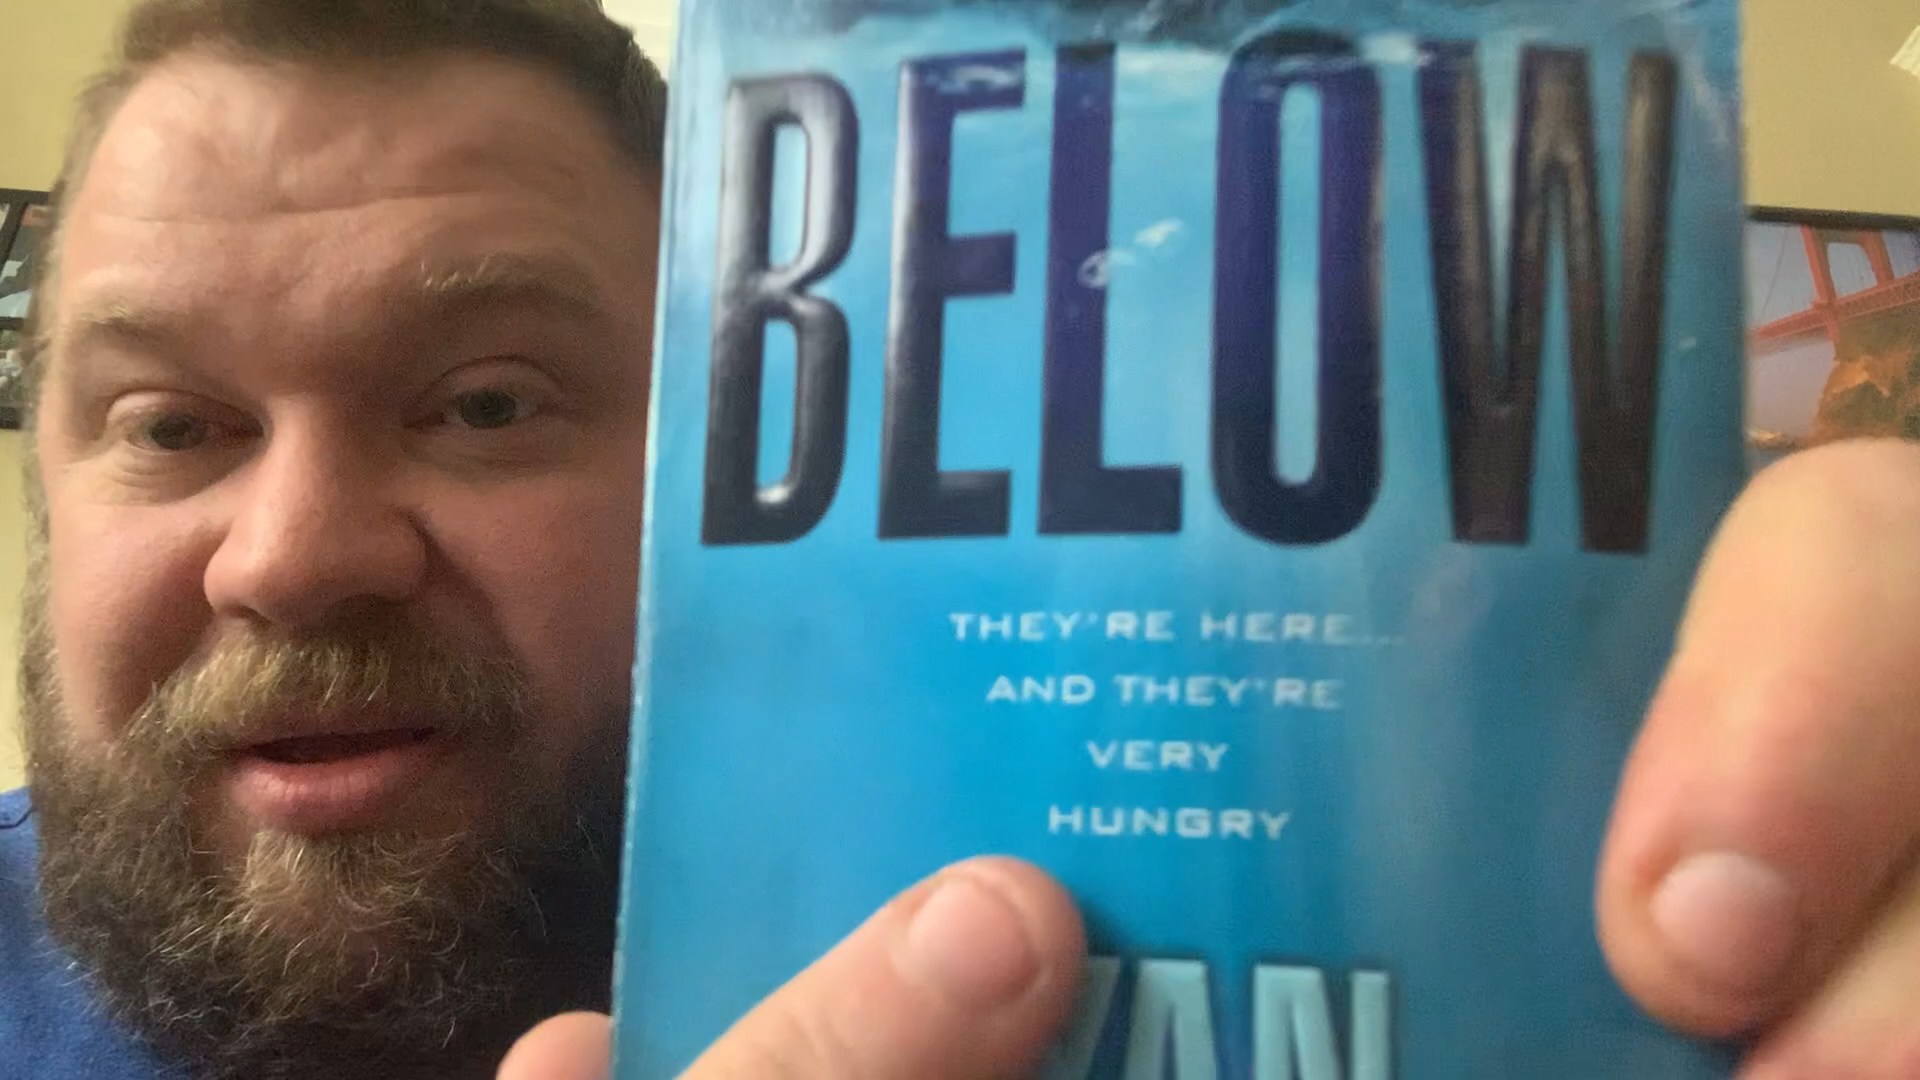 BELOW
THEY'RE HERE...
AND THEY'RE
VERY
HUNGRY